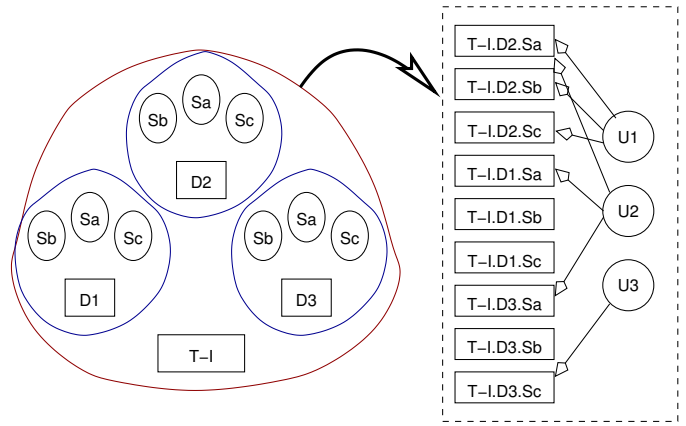 Sa
Sb
Sc
D2
Sa
Sb
Sc
D1
Sa
Sb
Sc
D3
T-I
T-I.D2.Sa
T-I.D2.Sb
T-I.D2.Sc
T-I.D1.Sa
T-I.D1.Sb
T-I.D1.Sc
T-I.D3.Sa
T-I.D3.Sb
T-I.D3.Sc
U1
U2
U3